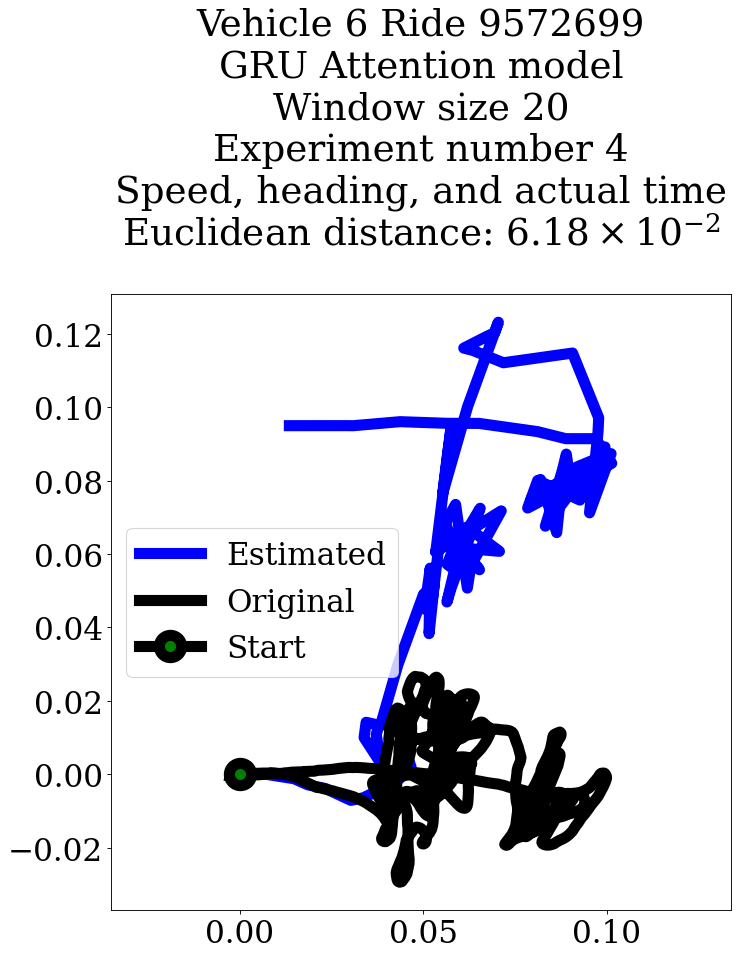 Vehicle 6 Ride 9572699
GRU Attention model
Window size 20
Experiment number 4
Speed, heading, and actual time
Euclidean distance: 6.18 × 10⁻²
0.12
0.10
0.08
0.06
0.04
0.02
0.00
−0.02
Estimated
Original
Start
0.00 0.05 0.10